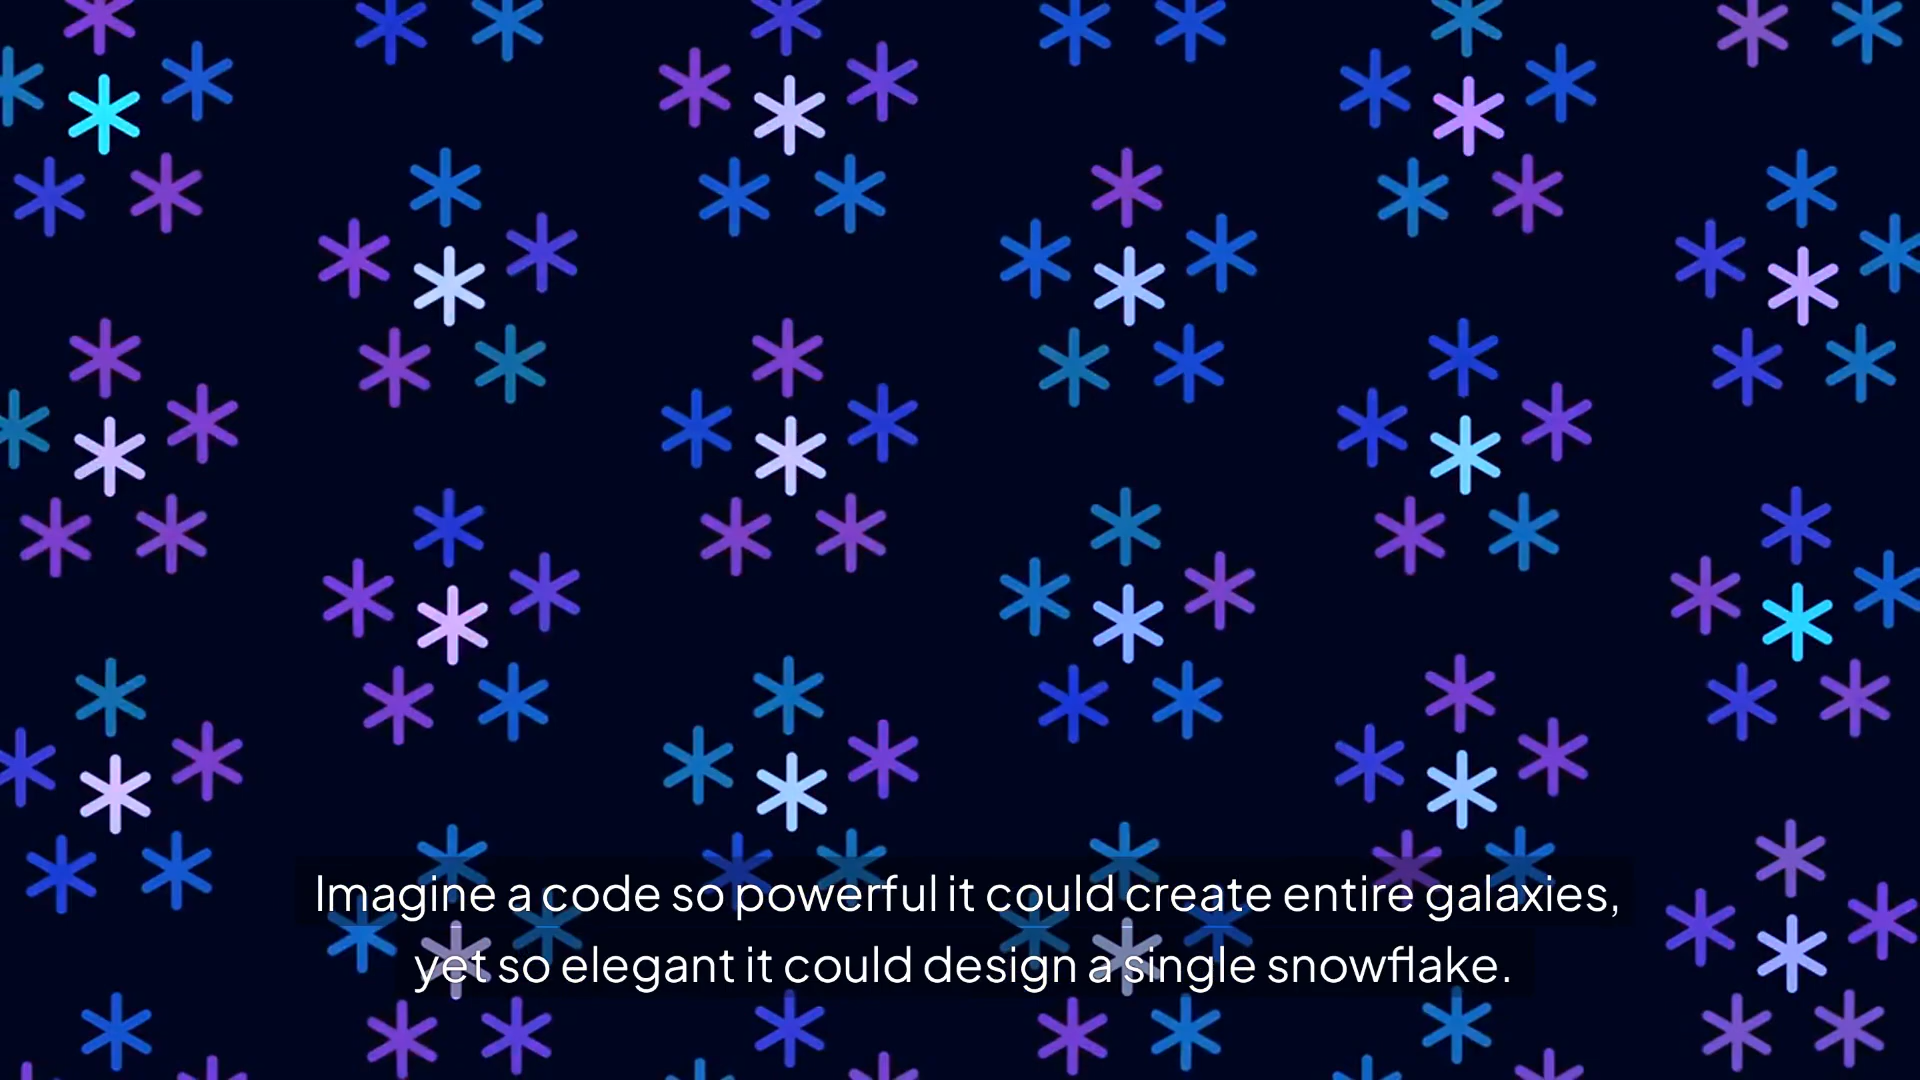 Imagine a code so powerful it could create entire galaxies,
yet so elegant it could design a single snowflake.